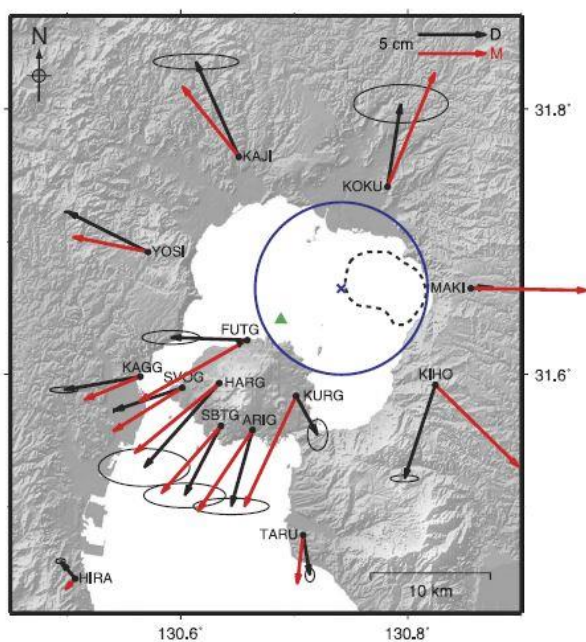 N
5 cm
D
M
31.8˚
KAJI
KOKU
YOSI
MAKI
FUTG
31.6˚
KAGG
SVOG
HARG
KURG
KIHO
SBTG
ARIG
TARU
HIRA
10 km
130.6˚
130.8˚